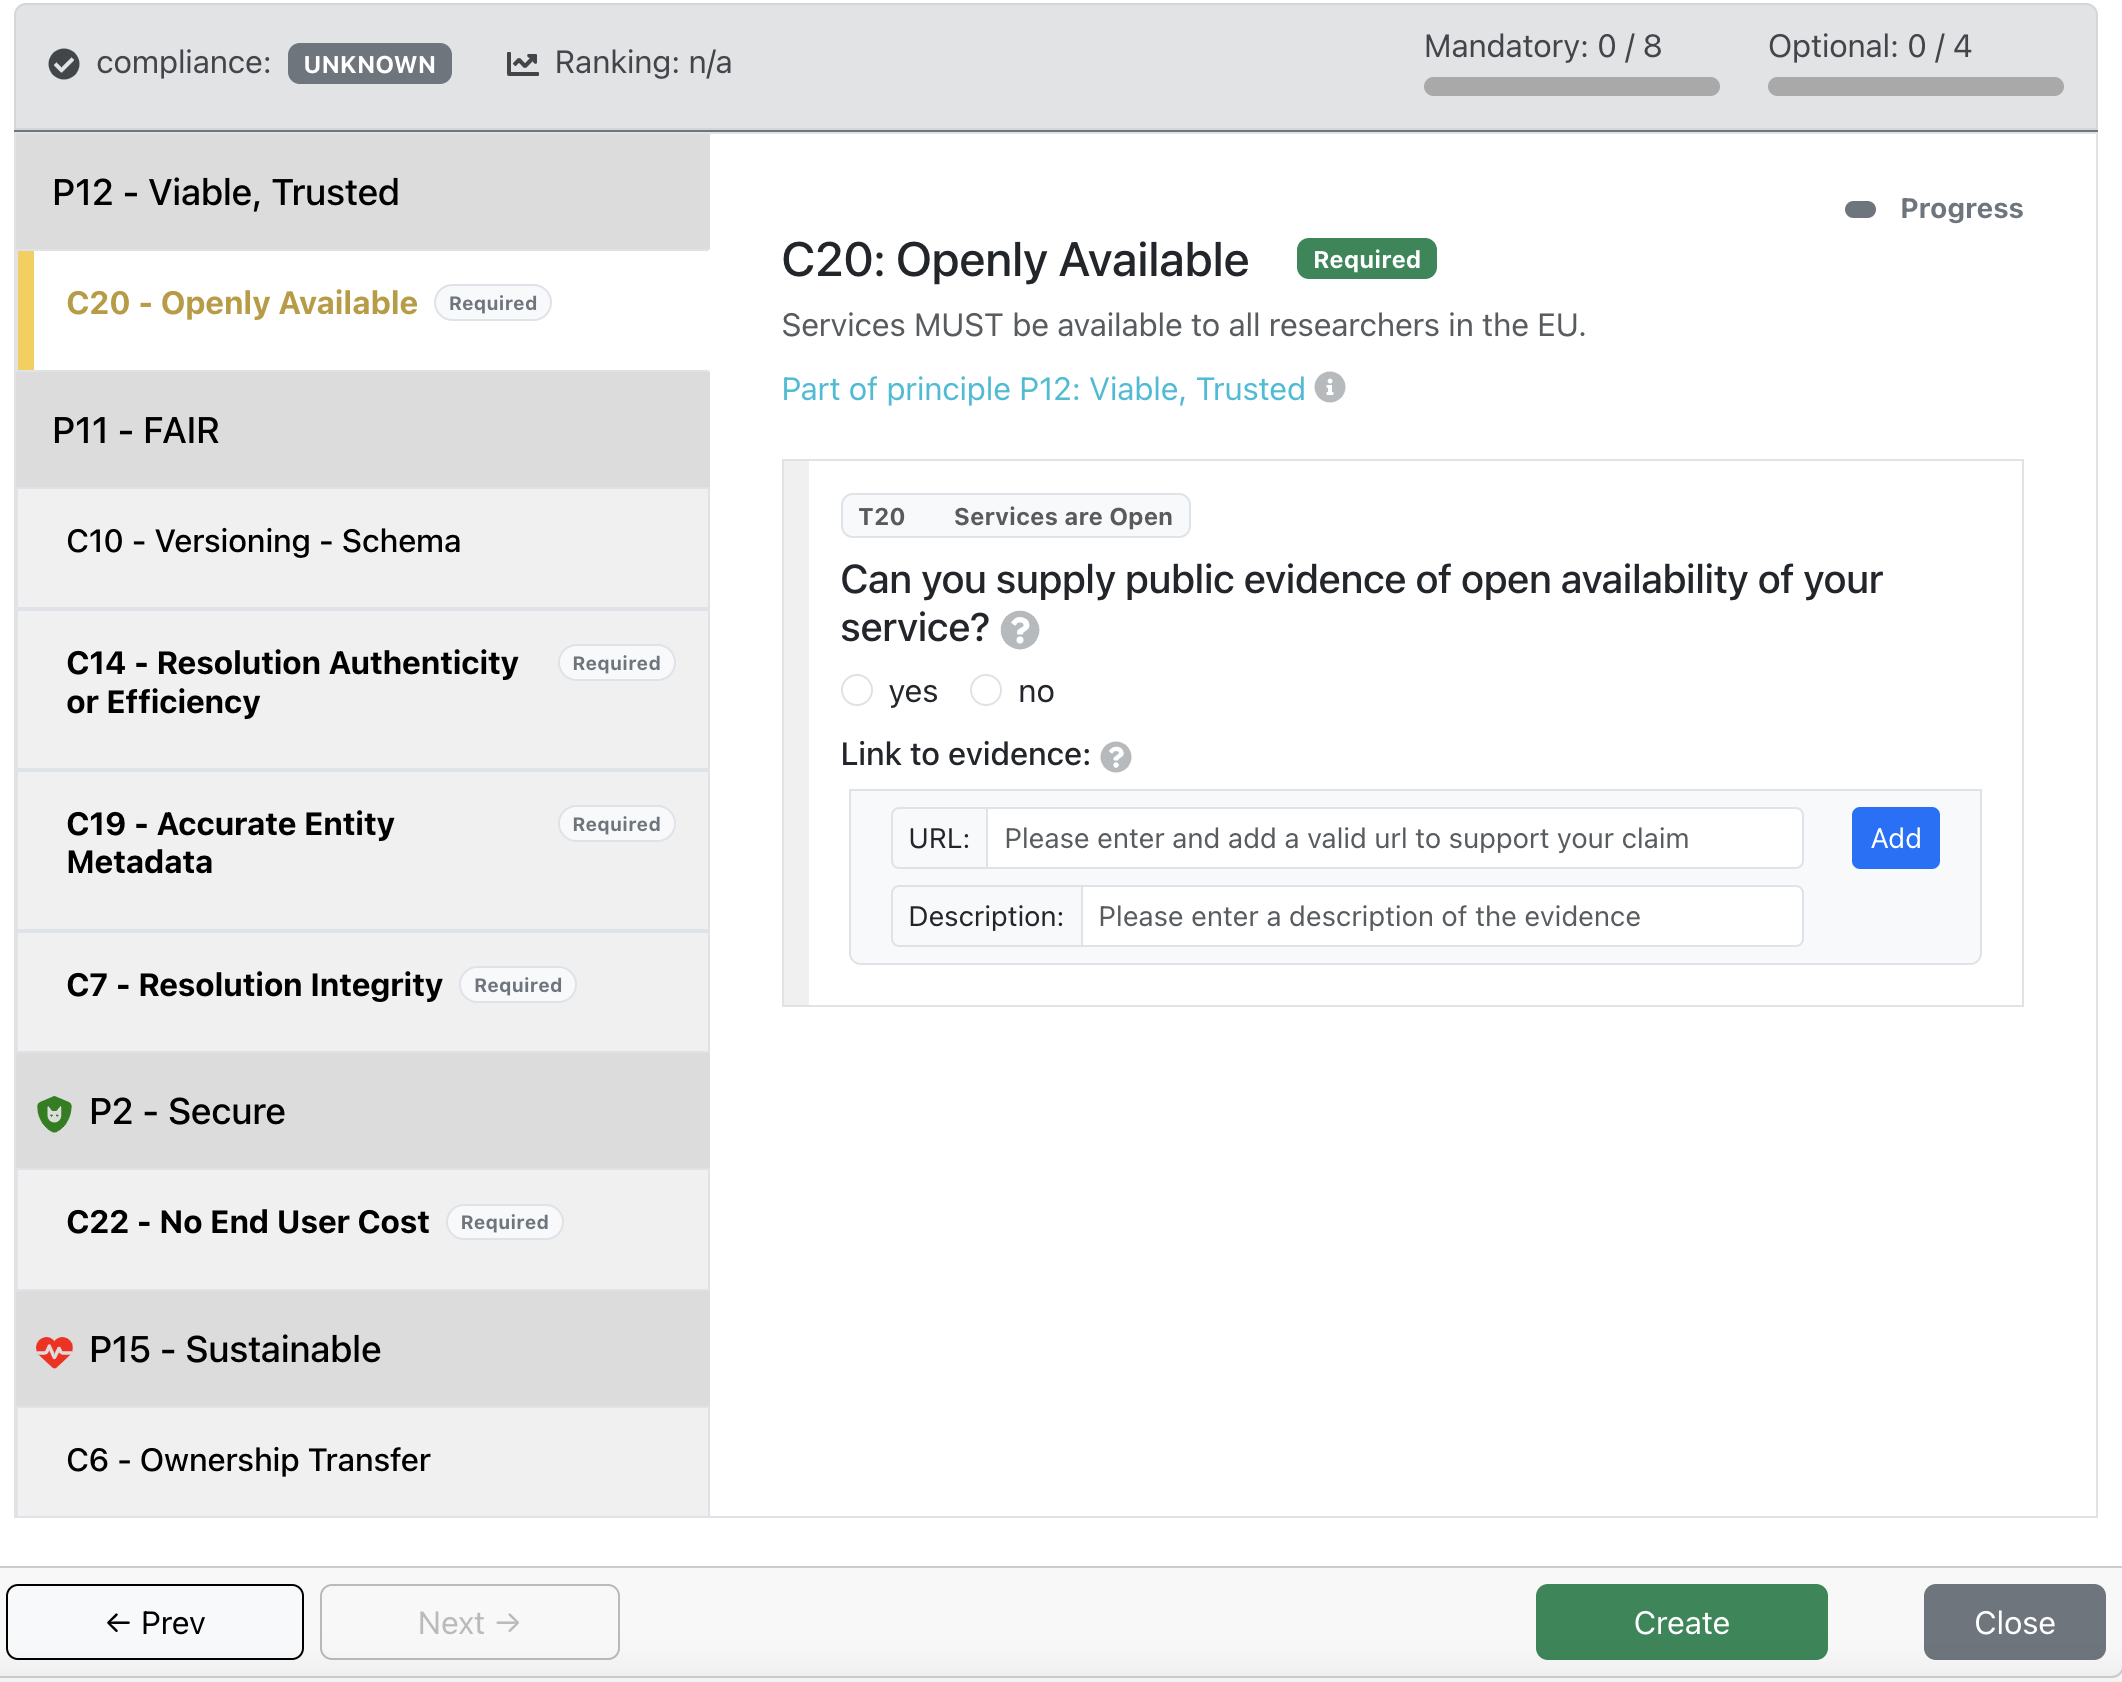 compliance: UNKNOWN Ranking: n/a Mandatory: 0 / 8 Optional: 0 / 4
P12 - Viable, Trusted
C20 - Openly Available Required
P11 - FAIR
C10 - Versioning - Schema
C14 - Resolution Authenticity Required
or Efficiency
C19 - Accurate Entity Required
Metadata
C7 - Resolution Integrity Required
P2 - Secure
C22 - No End User Cost Required
P15 - Sustainable
C6 - Ownership Transfer
Progress
C20: Openly Available Required
Services MUST be available to all researchers in the EU.
Part of principle P12: Viable, Trusted
T20 Services are Open
Can you supply public evidence of open availability of your
service?
yes no
Link to evidence:
URL: Please enter and add a valid url to support your claim Add
Description: Please enter a description of the evidence
← Prev Next → Create Close